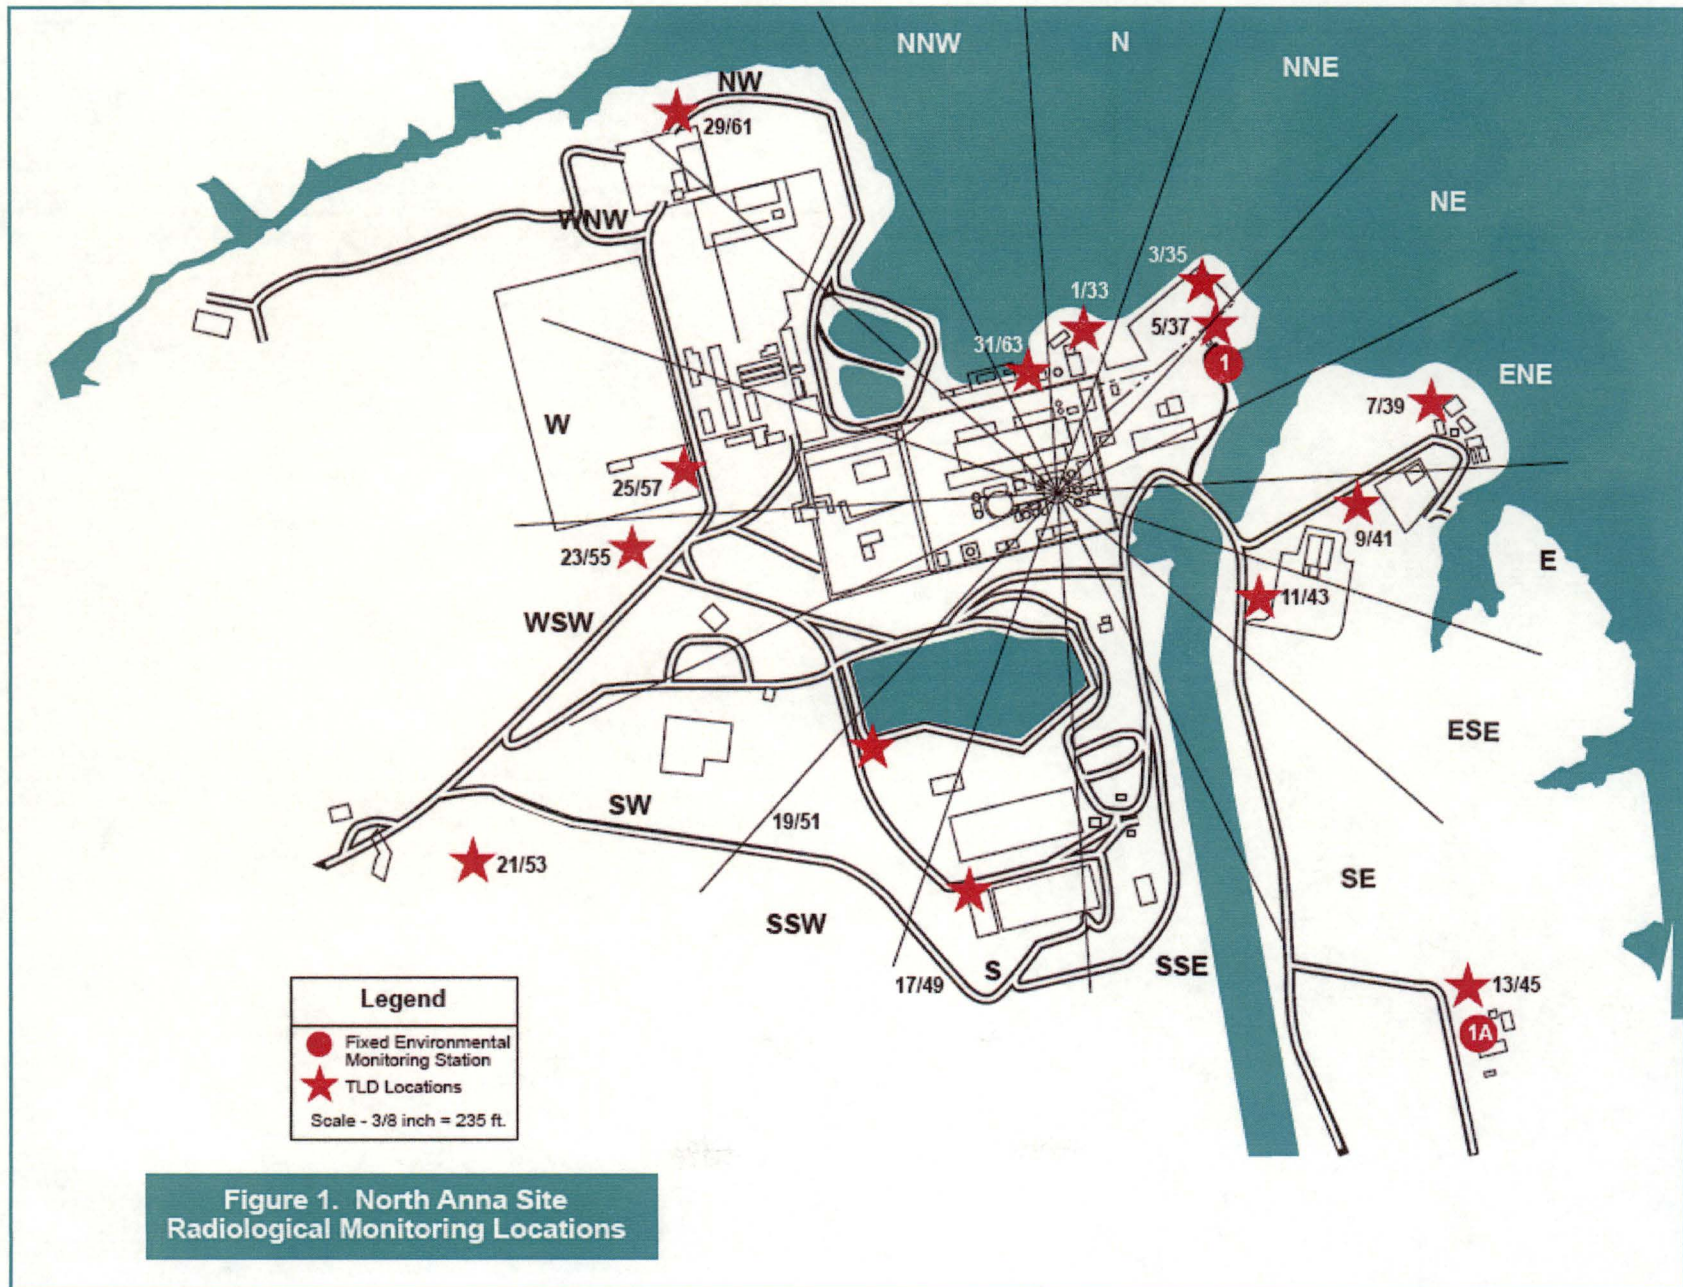 NNW
N
NNE
NW
29/61
NE
WNW
3/35
1/33
5/37
31/63
1
ENE
7/39
W
25/57
9/41
23/55
E
11/43
WSW
ESE
SW
19/51
21/53
SE
SSW
S
SSE
17/49
13/45
1A
Legend
Fixed Environmental
Monitoring Station
TLD Locations
Scale - 3/8 inch = 235 ft.
Figure 1. North Anna Site
Radiological Monitoring Locations